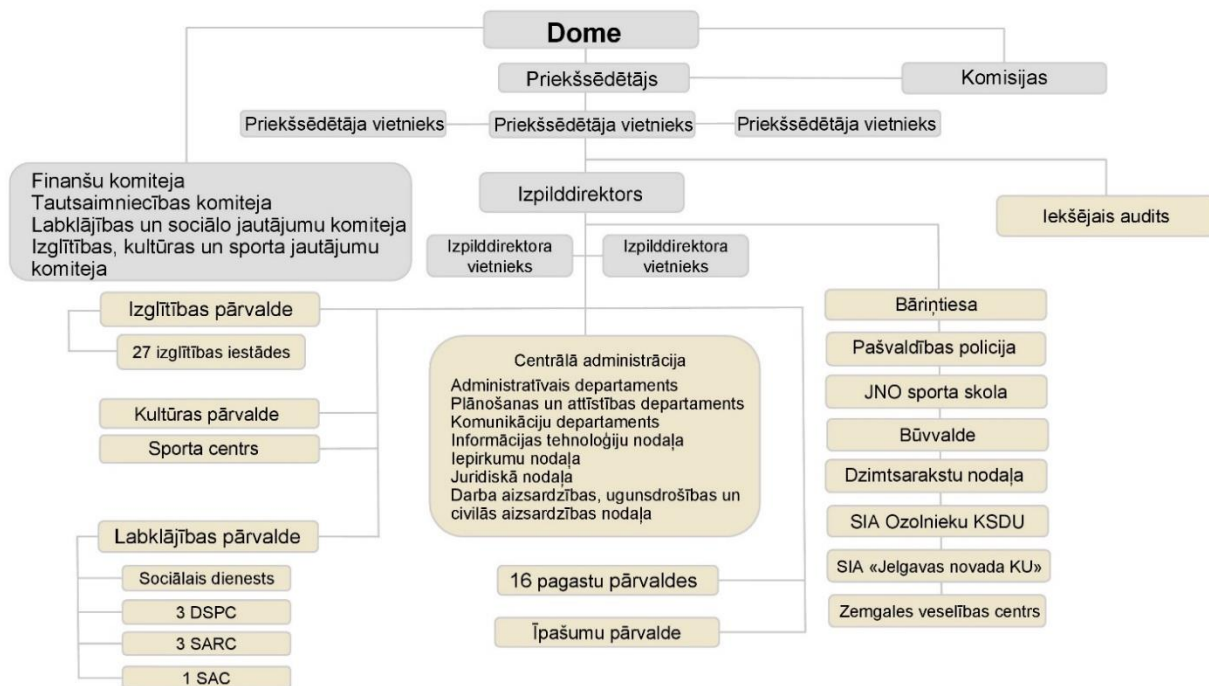 Dome
Priekšsēdētājs
Komisijas
Priekšsēdētāja vietnieks
Priekšsēdētāja vietnieks
Priekšsēdētāja vietnieks
Finanšu komiteja
Tautsaimniecības komiteja
Labklājības un sociālo jautājumu komiteja
Izglītības, kultūras un sporta jautājumu
komiteja
Izpilddirektors
Iekšējais audits
Izpilddirektora
vietnieks
Izpilddirektora
vietnieks
Izglītības pārvalde
27 izglītības iestādes
Kultūras pārvalde
Sporta centrs
Labklājības pārvalde
Sociālais dienests
3 DSPC
3 SARC
1 SAC
Centrālā administrācija
Administratīvais departaments
Plānošanas un attīstības departaments
Komunikāciju departaments
Informācijas tehnoloģiju nodaļa
Iepirkumu nodaļa
Juridiskā nodaļa
Darba aizsardzības, ugunsdrošības un
civilās aizsardzības nodaļa
16 pagastu pārvaldes
Īpašumu pārvalde
Bāriņtiesa
Pašvaldības policija
JNO sporta skola
Būvvalde
Dzimtsarakstu nodaļa
SIA Ozolnieku KSDU
SIA «Jelgavas novada KU»
Zemgales veselības centrs